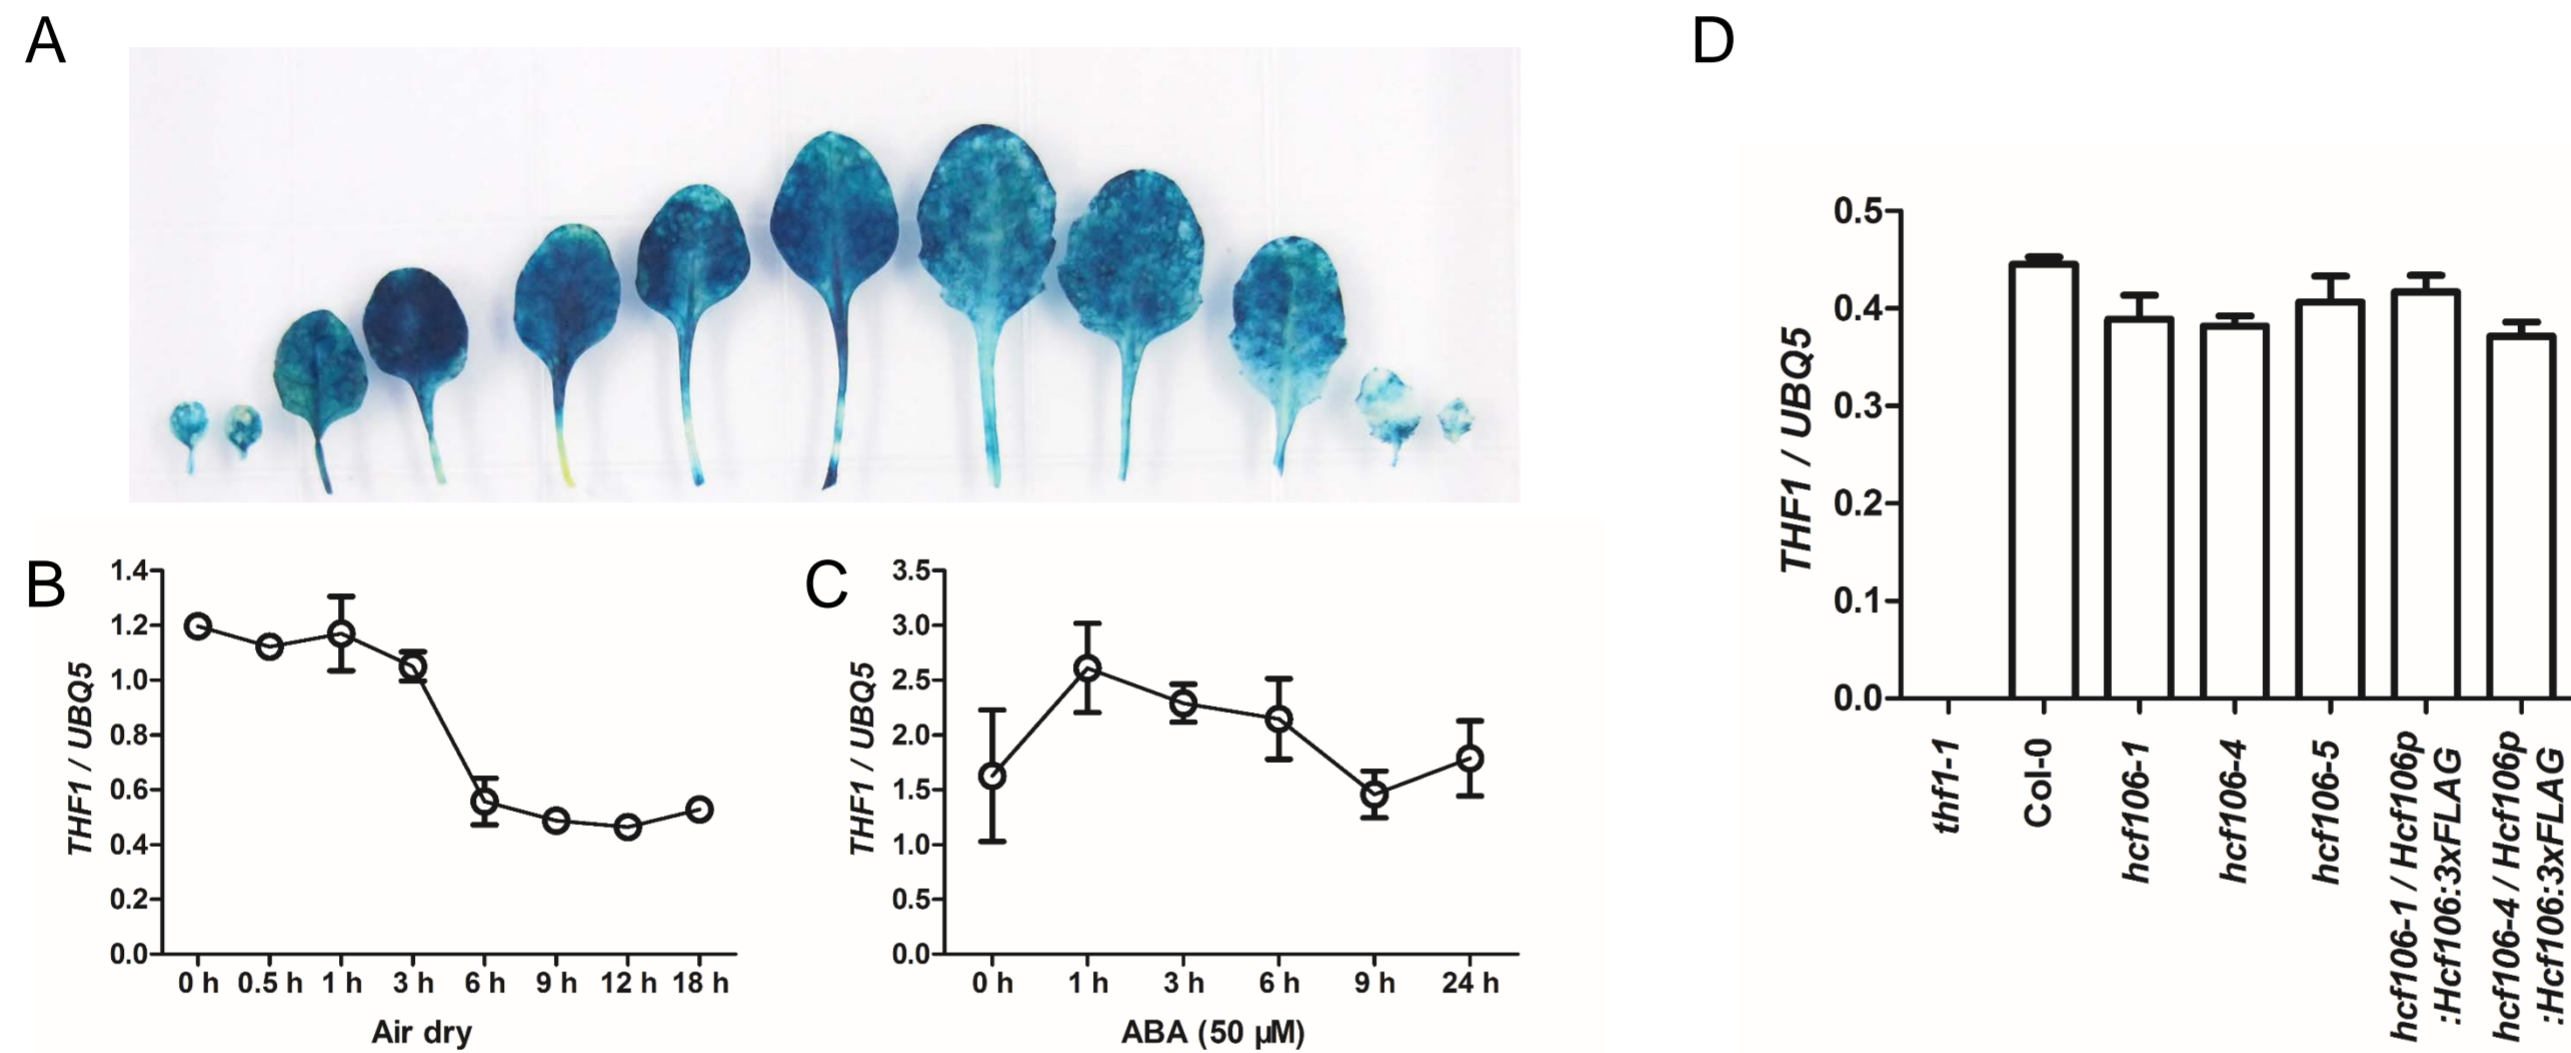 A
B
THF1 / UBQ5
1.4
1.2
1.0
0.8
0.6
0.4
0.2
0.0
0 h 0.5 h 1 h 3 h 6 h 9 h 12 h 18 h
Air dry
C
THF1 / UBQ5
3.5
3.0
2.5
2.0
1.5
1.0
0.5
0.0
0 h 1 h 3 h 6 h 9 h 24 h
ABA (50 µM)
D
THF1 / UBQ5
0.5
0.4
0.3
0.2
0.1
0.0
thf1-1
Col-0
hcf106-1
hcf106-4
hcf106-5
hcf106-1 / Hcf106p
:Hcf106:3xFLAG
hcf106-4 / Hcf106p
:Hcf106:3xFLAG